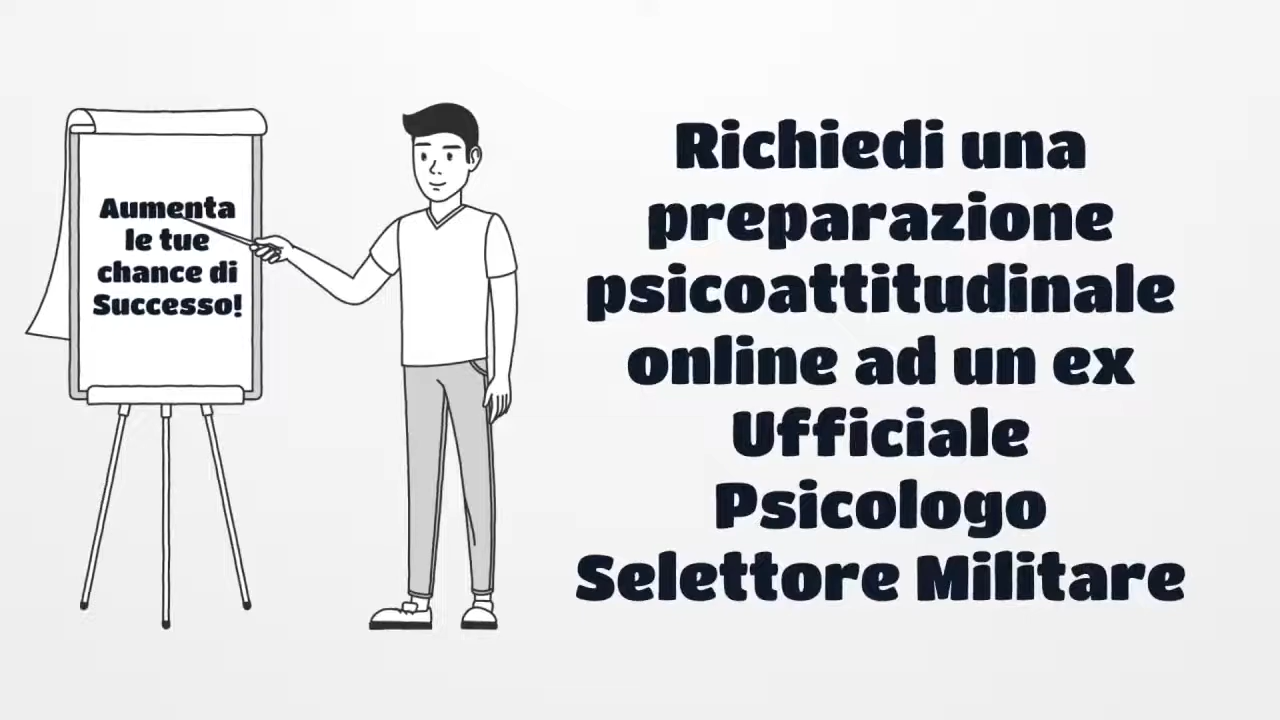 Aumenta
le tue
chance di
Successo!
Richiedi una
preparazione
psicoattitudinale
online ad un ex
Ufficiale
Psicologo
Selettore Militare